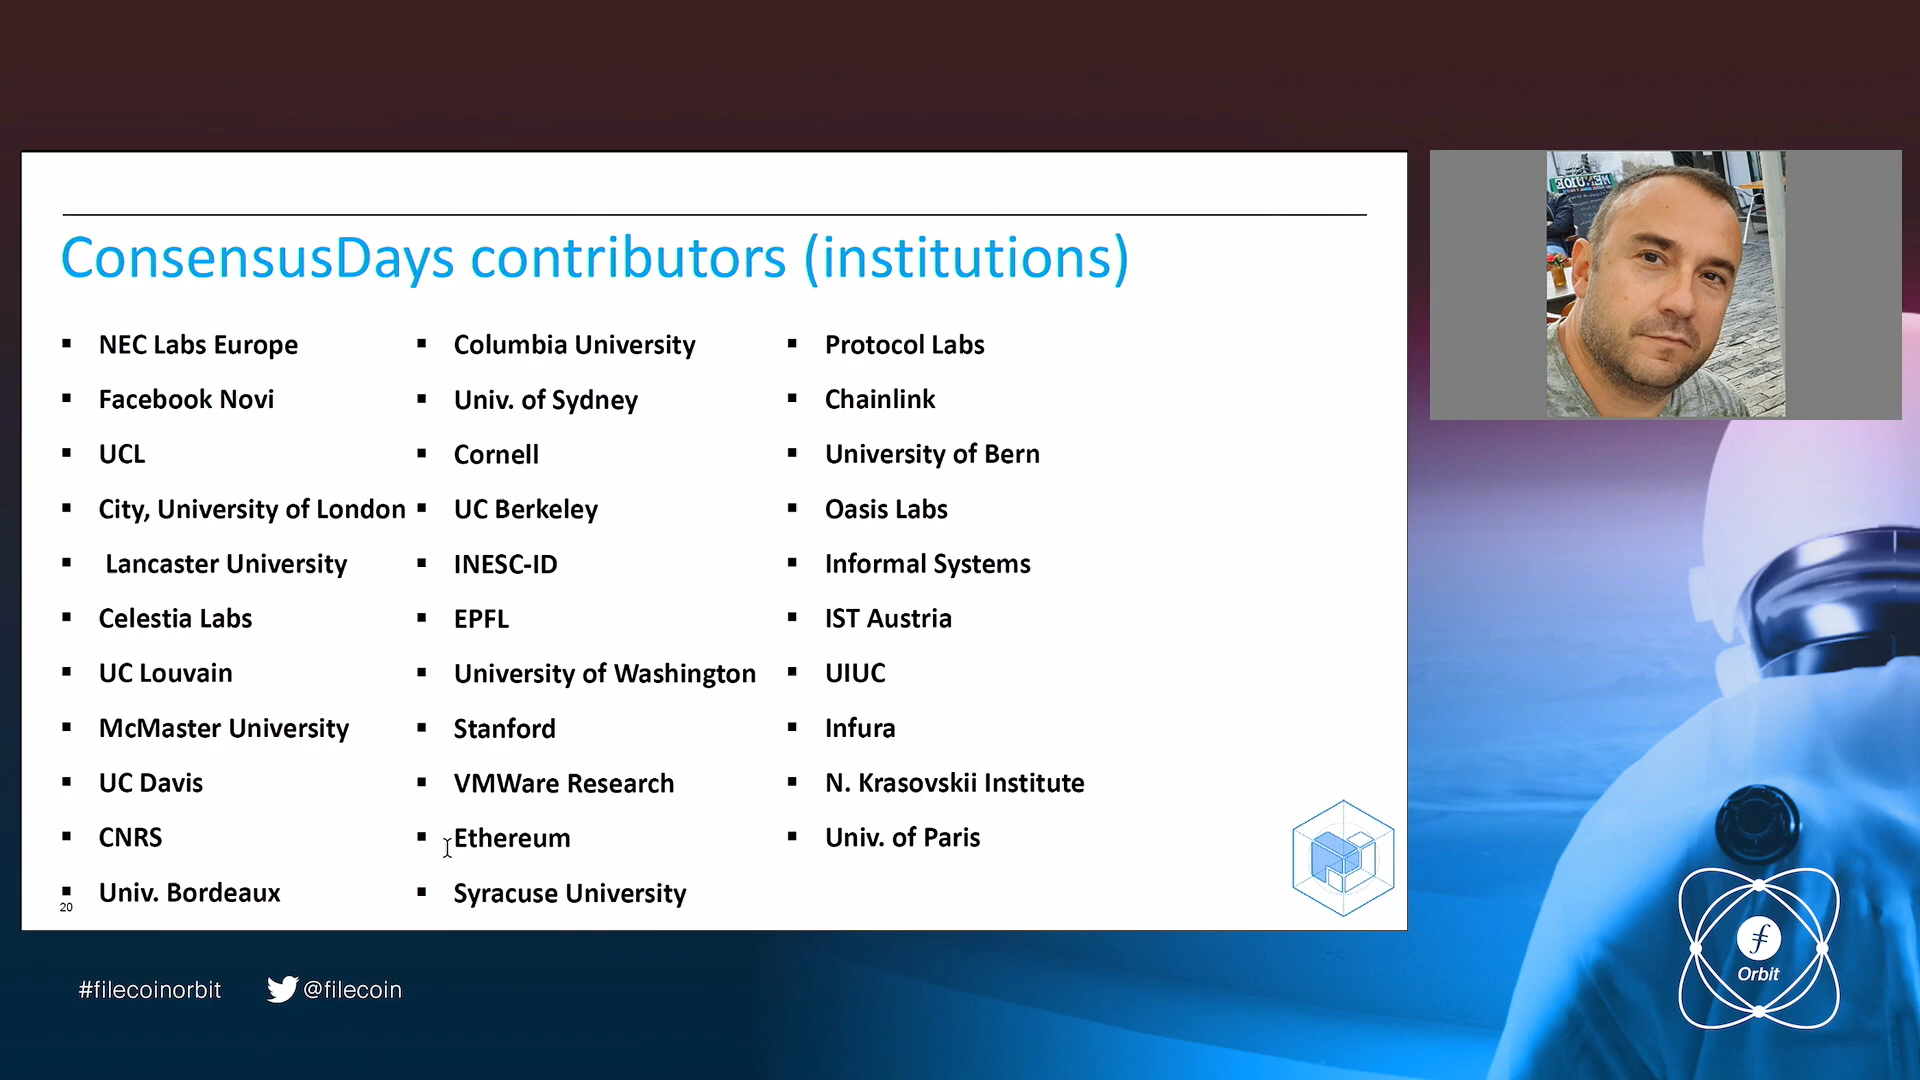 ConsensusDays contributors (institutions)
▪ NEC Labs Europe
▪ Facebook Novi
▪ UCL
▪ City, University of London
▪ Lancaster University
▪ Celestia Labs
▪ UC Louvain
▪ McMaster University
▪ UC Davis
▪ CNRS
▪ Univ. Bordeaux
▪ Columbia University
▪ Univ. of Sydney
▪ Cornell
▪ UC Berkeley
▪ INESC-ID
▪ EPFL
▪ University of Washington
▪ Stanford
▪ VMWare Research
▪ Ethereum
▪ Syracuse University
▪ Protocol Labs
▪ Chainlink
▪ University of Bern
▪ Oasis Labs
▪ Informal Systems
▪ IST Austria
▪ UIUC
▪ Infura
▪ N. Krasovskii Institute
▪ Univ. of Paris
20
#filecoinorbit
@filecoin
Orbit